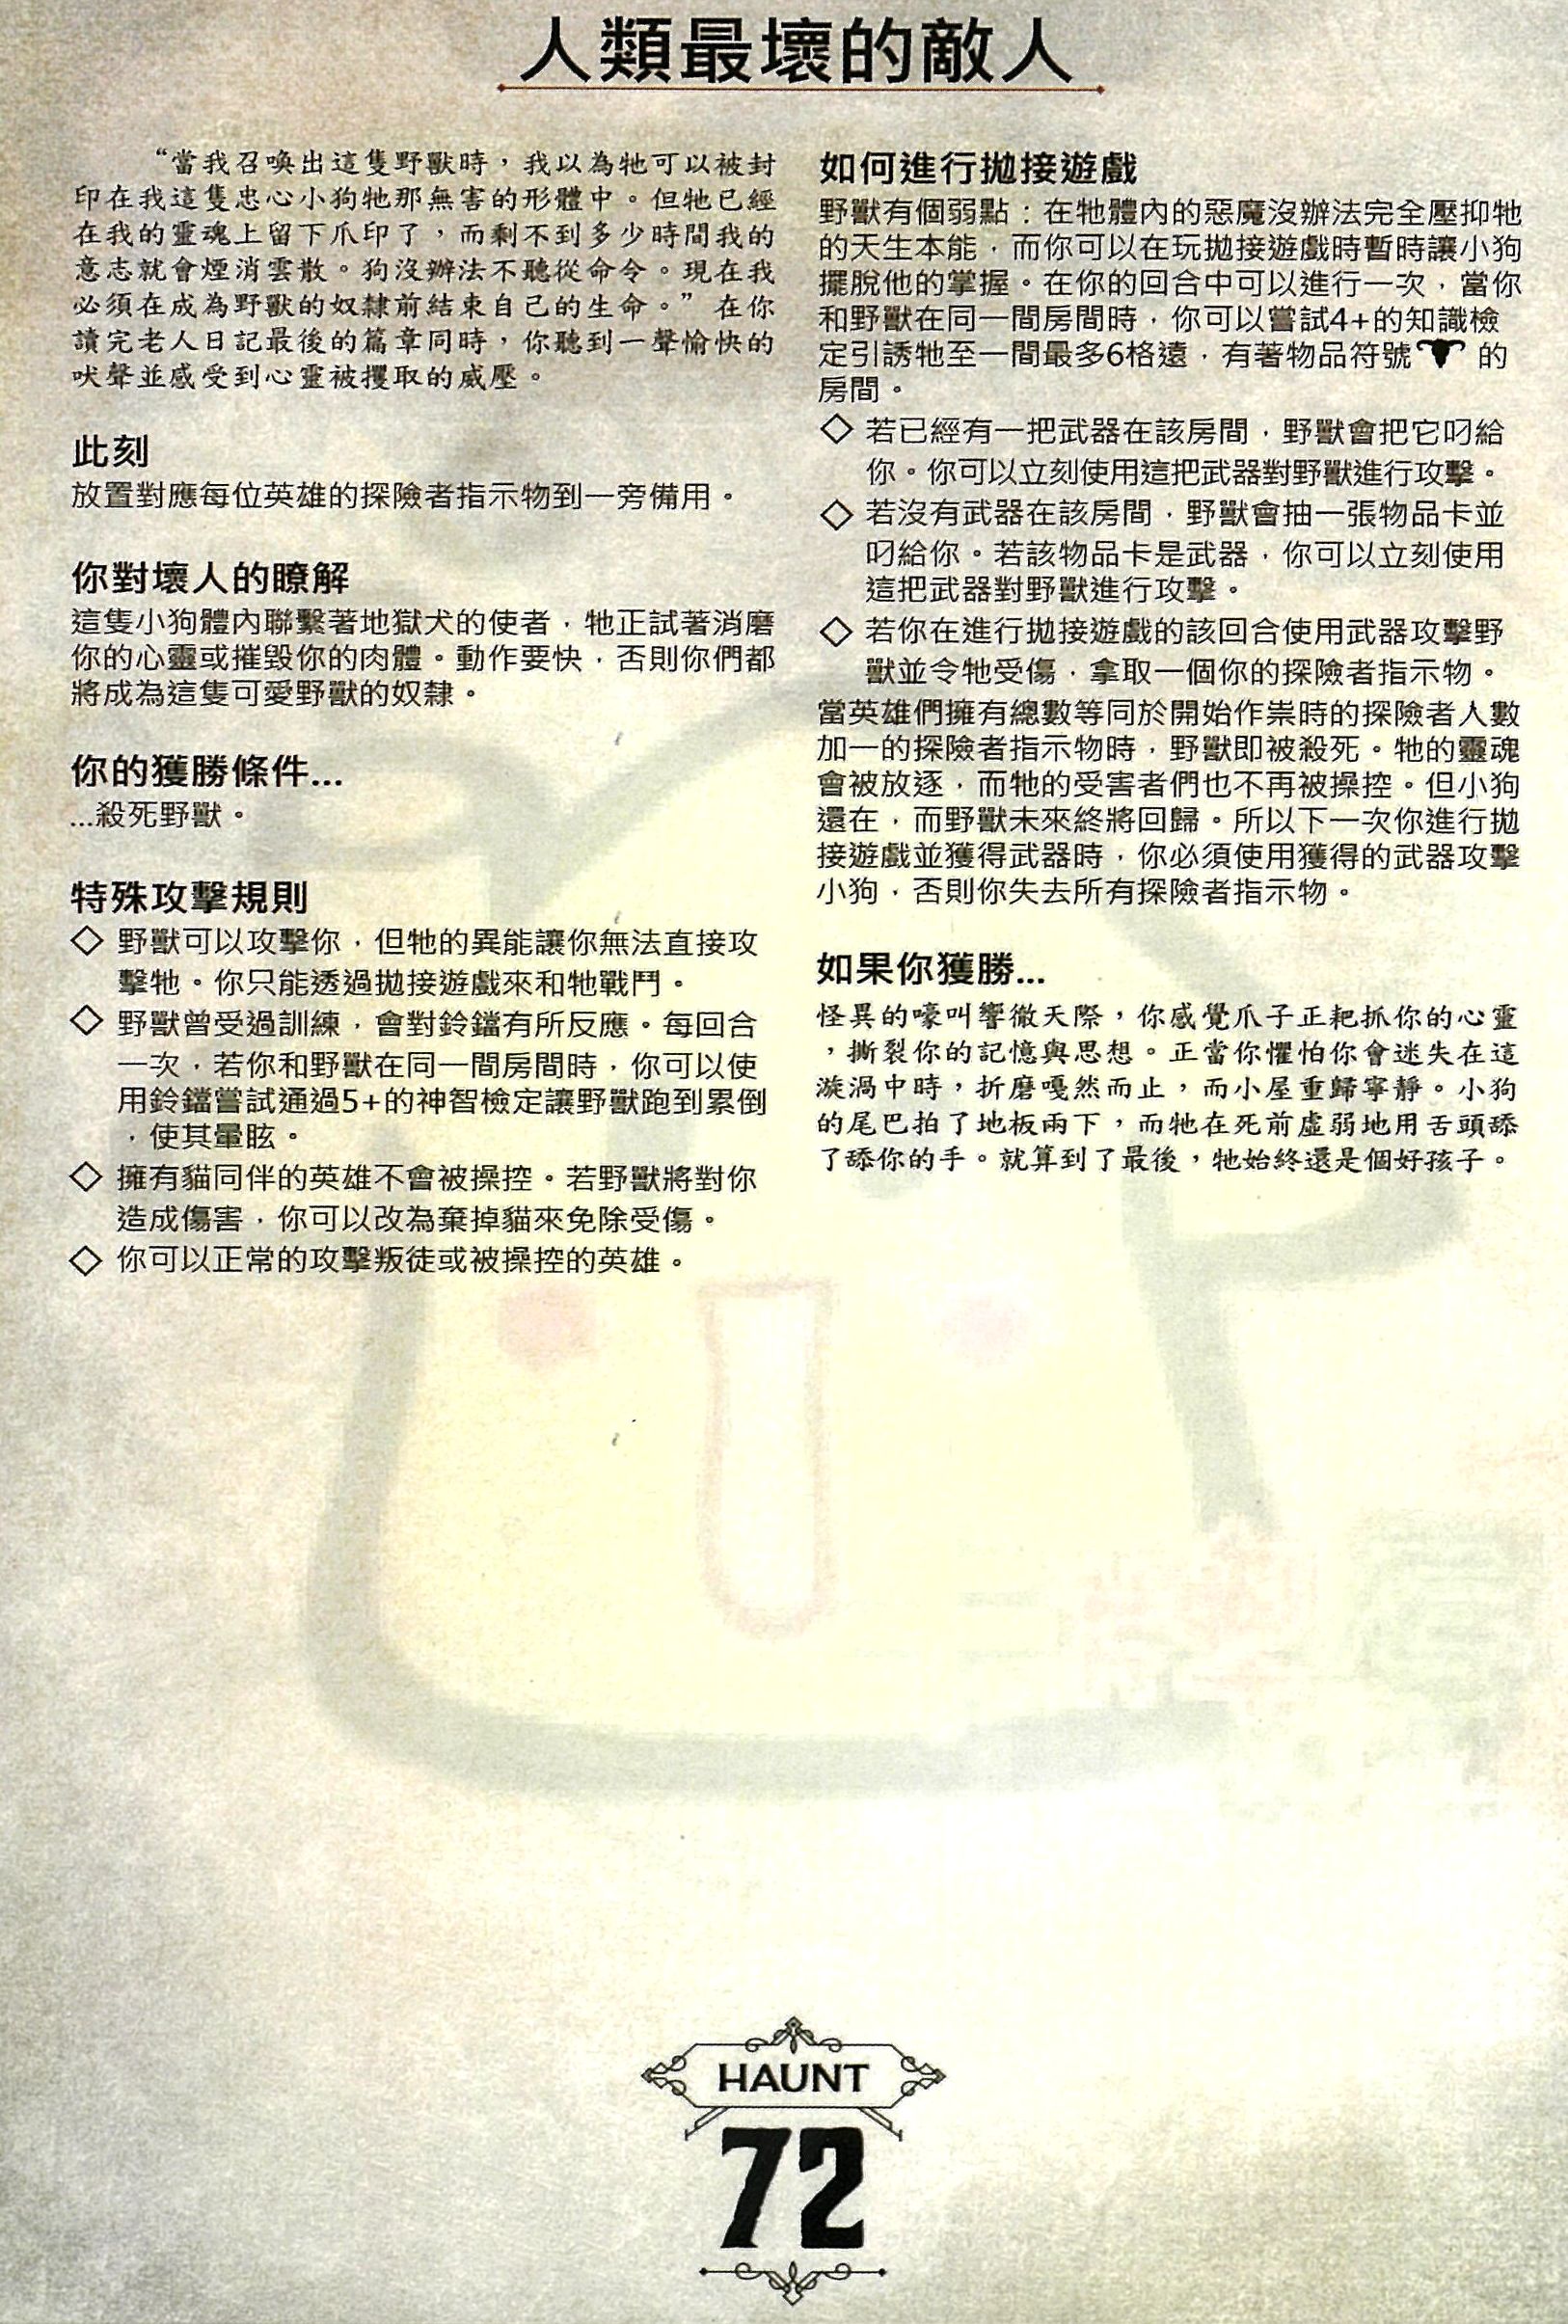 人類最壞的敵人
“當我召喚出這隻野獸時，我以為牠可以被封
印在我這隻忠心小狗牠那無害的形體中。但牠已經
在我的靈魂上留下爪印了，而剩不到多少時間我的
意志就會煙消雲散。狗沒辦法不聽從命令。現在我
必須在成為野獸的奴隸前結束自己的生命。”在你
讀完老人日記最後的篇章同時，你聽到一聲愉快的
吠聲並感受到心靈被攫取的威壓。
此刻
放置對應每位英雄的探險者指示物到一旁備用。
你對壞人的瞭解
這隻小狗體內聯繫著地獄犬的使者，牠正試著消磨
你的心靈或摧毀你的肉體。動作要快，否則你們都
將成為這隻可愛野獸的奴隸。
你的獲勝條件...
...殺死野獸。
特殊攻擊規則
◇ 野獸可以攻擊你，但牠的異能讓你無法直接攻
擊牠。你只能透過拋接遊戲來和牠戰鬥。
◇ 野獸曾受過訓練，會對鈴鐺有所反應。每回合
一次，若你和野獸在同一間房間時，你可以使
用鈴鐺嘗試通過5+的神智檢定讓野獸跑到累倒
，使其暈眩。
◇ 擁有貓同伴的英雄不會被操控。若野獸將對你
造成傷害，你可以改為棄掉貓來免除受傷。
◇ 你可以正常的攻擊叛徒或被操控的英雄。
如何進行拋接遊戲
野獸有個弱點：在牠體內的惡魔沒辦法完全壓抑牠
的天生本能，而你可以在玩拋接遊戲時暫時讓小狗
擺脫他的掌握。在你的回合中可以進行一次，當你
和野獸在同一間房間時，你可以嘗試4+的知識檢
定引誘牠至一間最多6格遠，有著物品符號 的
房間。
◇ 若已經有一把武器在該房間，野獸會把它叼給
你。你可以立刻使用這把武器對野獸進行攻擊。
◇ 若沒有武器在該房間，野獸會抽一張物品卡並
叼給你。若該物品卡是武器，你可以立刻使用
這把武器對野獸進行攻擊。
◇ 若你在進行拋接遊戲的該回合使用武器攻擊野
獸並令牠受傷，拿取一個你的探險者指示物。
當英雄們擁有總數等同於開始作祟時的探險者人數
加一的探險者指示物時，野獸即被殺死。牠的靈魂
會被放逐，而牠的受害者們也不再被操控。但小狗
還在，而野獸未來終將回歸。所以下一次你進行拋
接遊戲並獲得武器時，你必須使用獲得的武器攻擊
小狗，否則你失去所有探險者指示物。
如果你獲勝...
怪異的嚎叫響徹天際，你感覺爪子正耙抓你的心靈
，撕裂你的記憶與思想。正當你懼怕你會迷失在這
漩渦中時，折磨嘎然而止，而小屋重歸寧靜。小狗
的尾巴拍了地板兩下，而牠在死前虛弱地用舌頭舔
了舔你的手。就算到了最後，牠始終還是個好孩子。
HAUNT
72